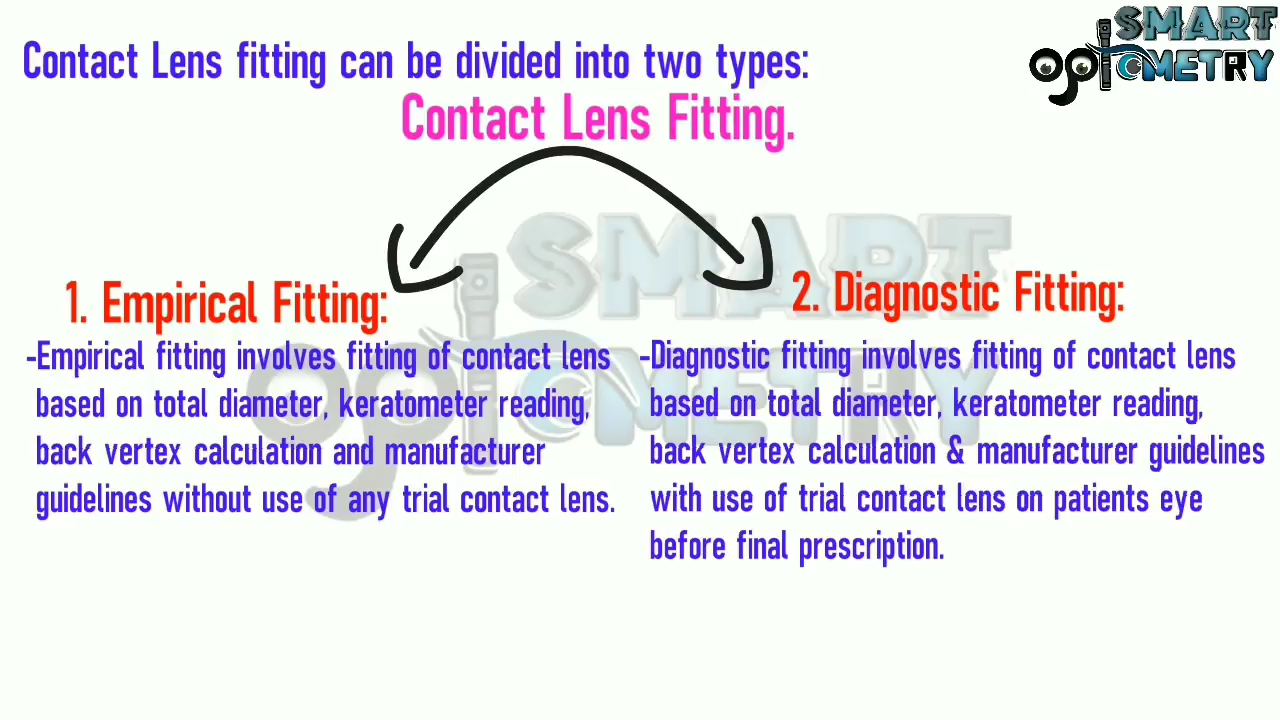 SMART
OPTOMETRY
Contact Lens fitting can be divided into two types:
Contact Lens Fitting.
1. Empirical Fitting:
-Empirical fitting involves fitting of contact lens
based on total diameter, keratometer reading,
back vertex calculation and manufacturer
guidelines without use of any trial contact lens.
2. Diagnostic Fitting:
-Diagnostic fitting involves fitting of contact lens
based on total diameter, keratometer reading,
back vertex calculation & manufacturer guidelines
with use of trial contact lens on patients eye
before final prescription.
SMART
OPTOMETRY